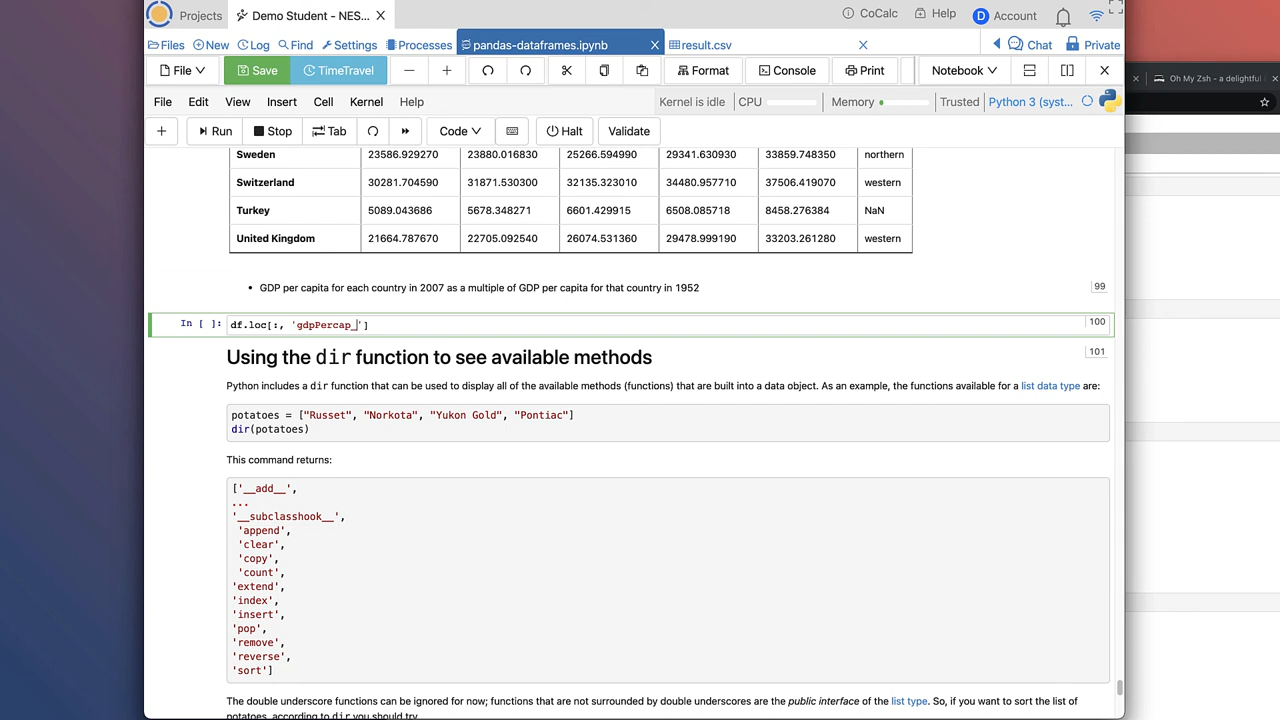 Projects
Demo Student - NES...
CoCalc
Help
D Account
Files New Log Find Settings Processes pandas-dataframes.ipynb result.csv Chat Private
File Save TimeTravel Format Console Print Notebook
Oh My Zsh - a delightful
File Edit View Insert Cell Kernel Help Kernel is idle CPU Memory Trusted Python 3 (syst...
Run Stop Tab Code Halt Validate
Sweden 23586.929270 23880.016830 25266.594990 29341.630930 33859.748350 northern
Switzerland 30281.704590 31871.530300 32135.323010 34480.957710 37506.419070 western
Turkey 5089.043686 5678.348271 6601.429915 6508.085718 8458.276384 NaN
United Kingdom 21664.787670 22705.092540 26074.531360 29478.999190 33203.261280 western
• GDP per capita for each country in 2007 as a multiple of GDP per capita for that country in 1952 99
In [ ]: df.loc[:, 'gdpPercap_'] 100
Using the dir function to see available methods 101
Python includes a dir function that can be used to display all of the available methods (functions) that are built into a data object. As an example, the functions available for a list data type are:
potatoes = ["Russet", "Norkota", "Yukon Gold", "Pontiac"]
dir(potatoes)
This command returns:
['__add__',
...
'__subclasshook__',
'append',
'clear',
'copy',
'count',
'extend',
'index',
'insert',
'pop',
'remove',
'reverse',
'sort']
The double underscore functions can be ignored for now; functions that are not surrounded by double underscores are the public interface of the list type. So, if you want to sort the list of
potatoes, according to dir you should try,